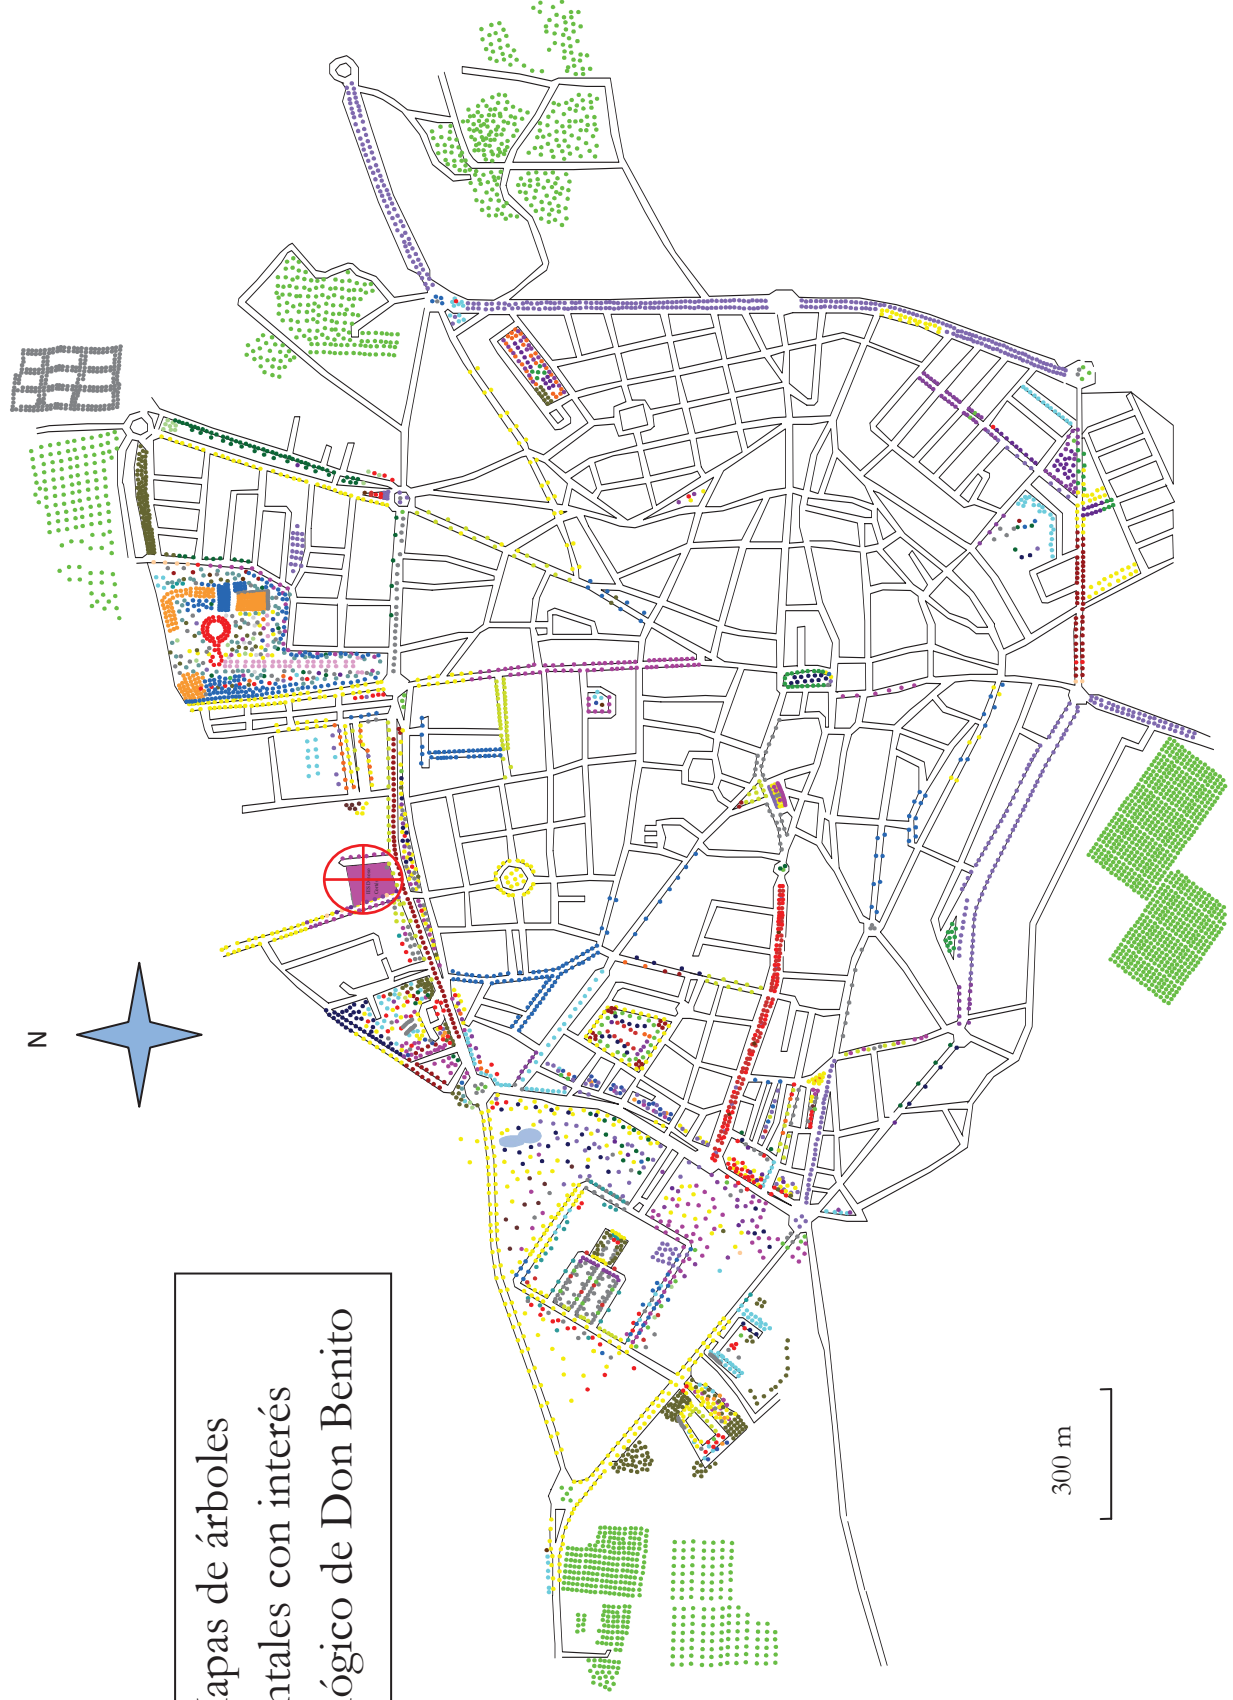 N
apas de árboles
ntales con interés
ógico de Don Benito
300 m